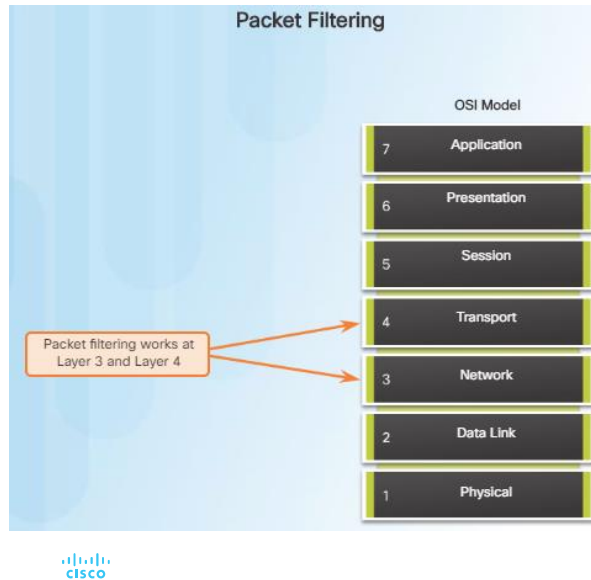 Packet Filtering
OSI Model
7 Application
6 Presentation
5 Session
4 Transport
Packet filtering works at
Layer 3 and Layer 4
3 Network
2 Data Link
1 Physical
cisco